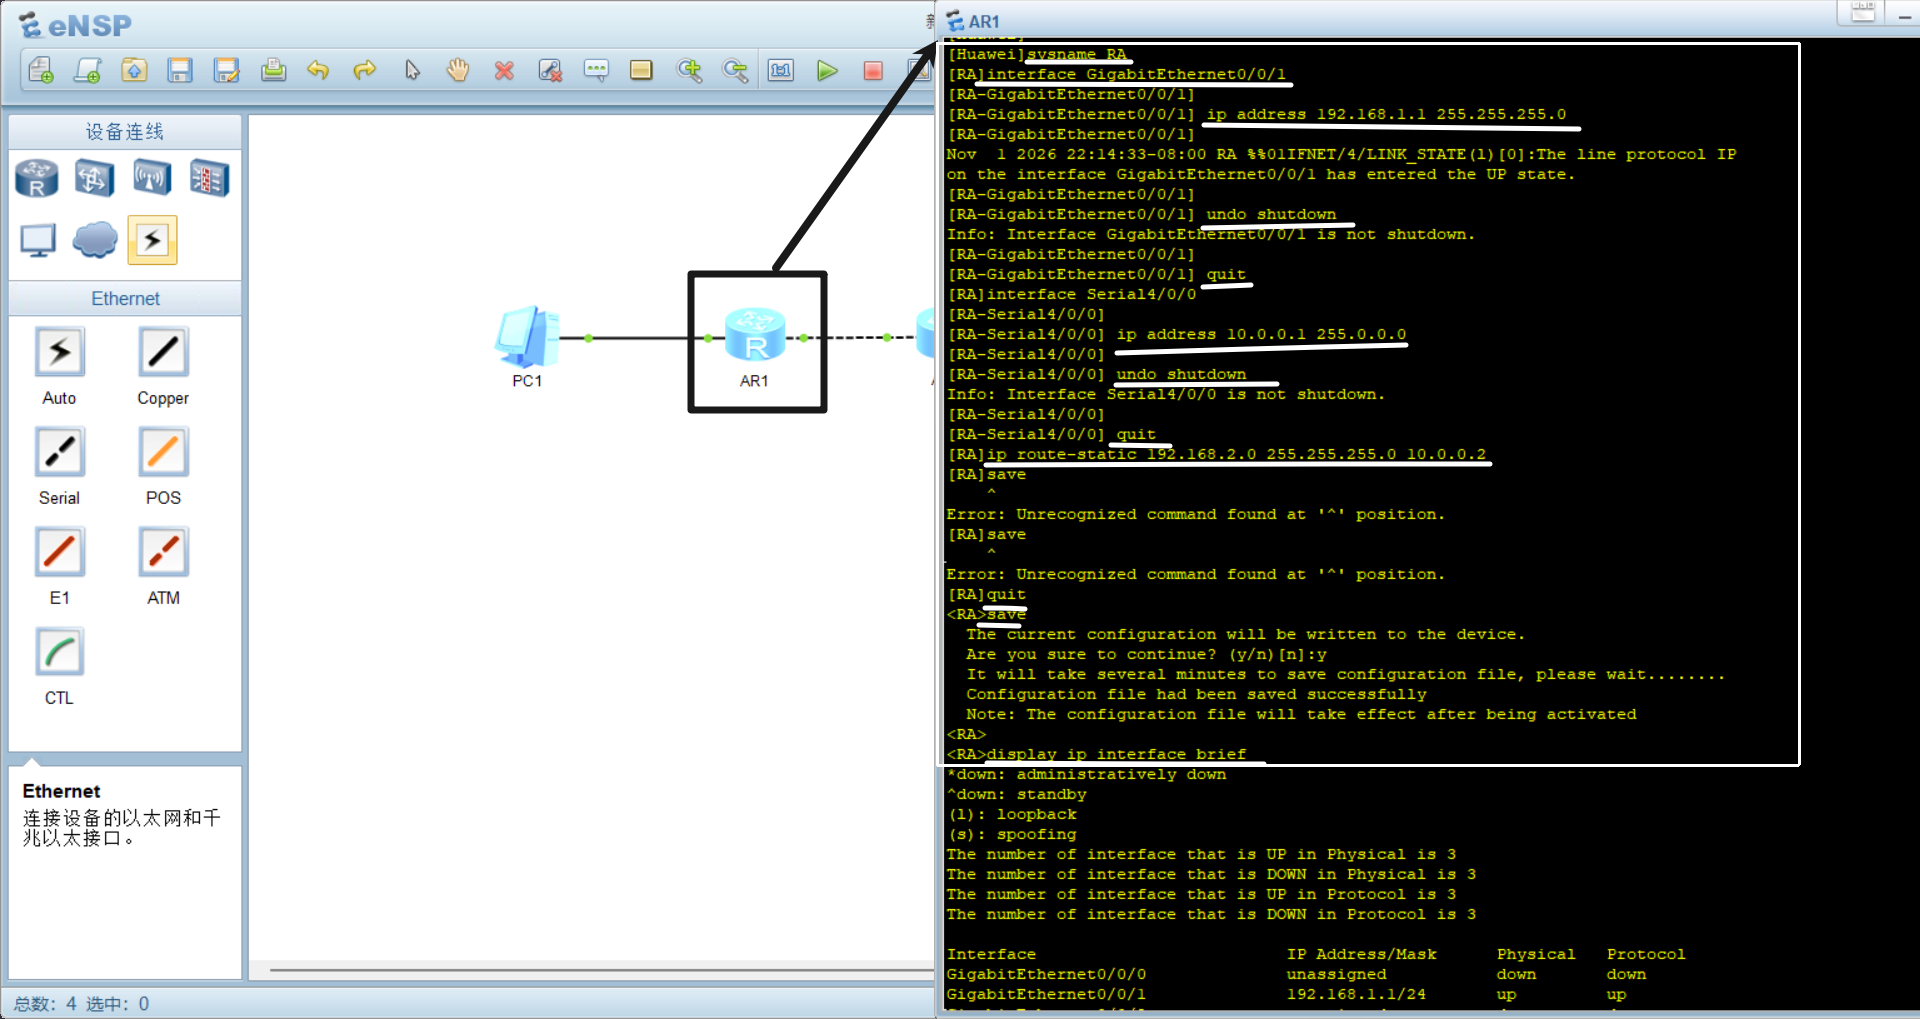 eNSP
设备连线
Ethernet
Auto
Copper
Serial
POS
E1
ATM
CTL
Ethernet
连接设备的以太网和千
兆以太接口。
总数: 4 选中: 0
PC1
R
AR1
AR1
[Huawei]
[Huawei]sysname RA
[RA]interface GigabitEthernet0/0/1
[RA-GigabitEthernet0/0/1]
[RA-GigabitEthernet0/0/1] ip address 192.168.1.1 255.255.255.0
[RA-GigabitEthernet0/0/1]
Nov  1 2026 22:14:33-08:00 RA %%01IFNET/4/LINK_STATE(l)[0]:The line protocol IP
on the interface GigabitEthernet0/0/1 has entered the UP state.
[RA-GigabitEthernet0/0/1]
[RA-GigabitEthernet0/0/1] undo shutdown
Info: Interface GigabitEthernet0/0/1 is not shutdown.
[RA-GigabitEthernet0/0/1]
[RA-GigabitEthernet0/0/1] quit
[RA]interface Serial4/0/0
[RA-Serial4/0/0]
[RA-Serial4/0/0] ip address 10.0.0.1 255.0.0.0
[RA-Serial4/0/0]
[RA-Serial4/0/0] undo shutdown
Info: Interface Serial4/0/0 is not shutdown.
[RA-Serial4/0/0]
[RA-Serial4/0/0] quit
[RA]ip route-static 192.168.2.0 255.255.255.0 10.0.0.2
[RA]save
^
Error: Unrecognized command found at '^' position.
[RA]save
^
Error: Unrecognized command found at '^' position.
[RA]quit
<RA>save
The current configuration will be written to the device.
Are you sure to continue? (y/n)[n]:y
It will take several minutes to save configuration file, please wait........
Configuration file had been saved successfully
Note: The configuration file will take effect after being activated
<RA>
<RA>display ip interface brief
*down: administratively down
^down: standby
(l): loopback
(s): spoofing
The number of interface that is UP in Physical is 3
The number of interface that is DOWN in Physical is 3
The number of interface that is UP in Protocol is 3
The number of interface that is DOWN in Protocol is 3
Interface IP Address/Mask Physical Protocol
GigabitEthernet0/0/0 unassigned down down
GigabitEthernet0/0/1 192.168.1.1/24 up up